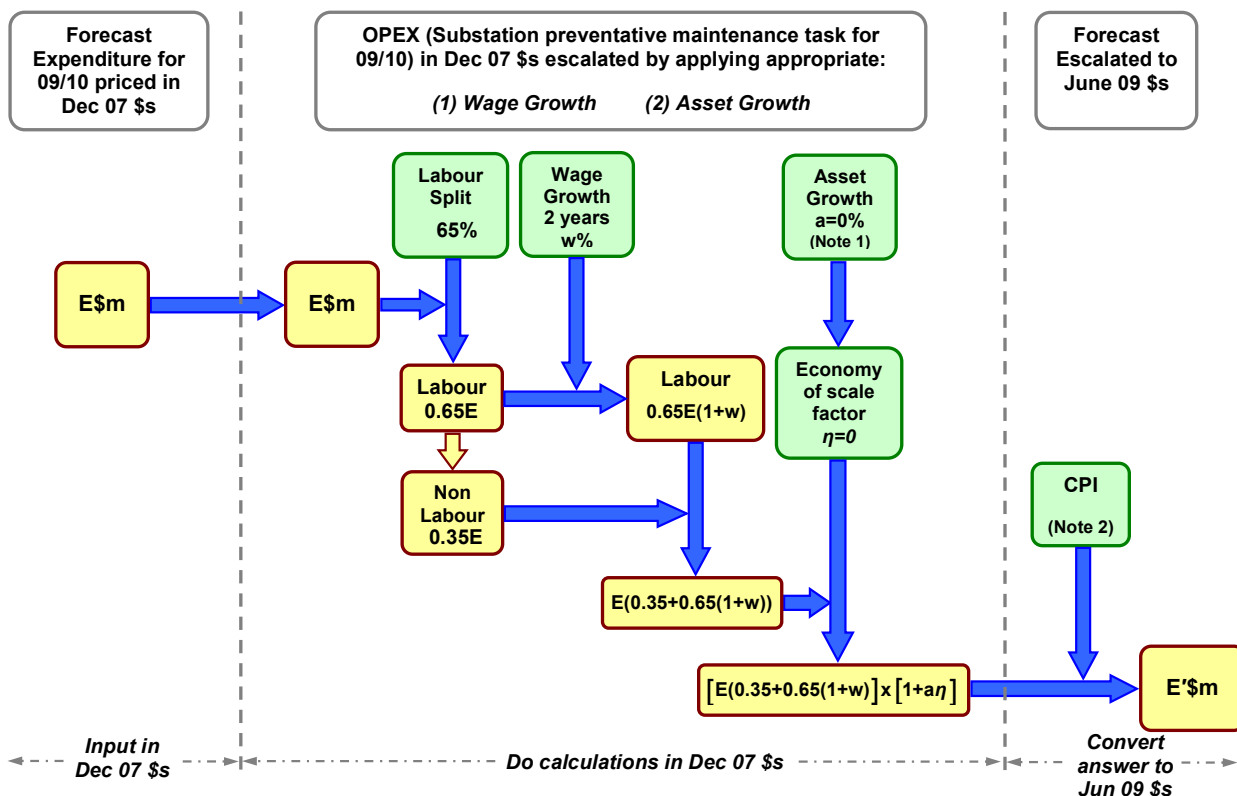 Forecast
Expenditure for
09/10 priced in
Dec 07 $s
OPEX (Substation preventative maintenance task for
09/10) in Dec 07 $s escalated by applying appropriate:
(1) Wage Growth (2) Asset Growth
Forecast
Escalated to
June 09 $s
Labour
Split
65%
Wage
Growth
2 years
w%
Asset
Growth
a=0%
(Note 1)
E$m
E$m
Labour
0.65E
Labour
0.65E(1+w)
Economy
of scale
factor
η=0
Non
Labour
0.35E
CPI
(Note 2)
E(0.35+0.65(1+w))
[E(0.35+0.65(1+w)]x[1+aη]
E'$m
Input in
Dec 07 $s
Do calculations in Dec 07 $s
Convert
answer to
Jun 09 $s